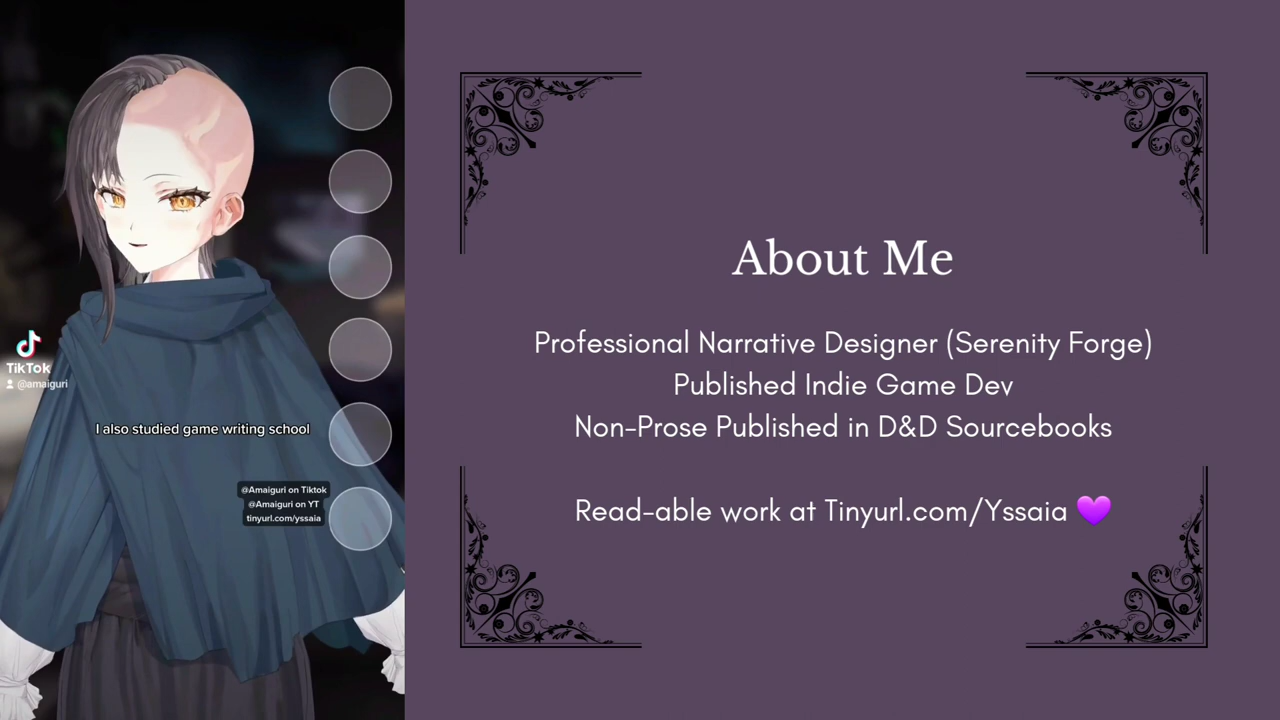 TikTok
@amaiguri
I also studied game writing school
@Amaiguri on Tiktok
@Amaiguri on YT
tinyurl.com/yssaia
About Me
Professional Narrative Designer (Serenity Forge)
Published Indie Game Dev
Non-Prose Published in D&D Sourcebooks
Read-able work at Tinyurl.com/Yssaia 💜